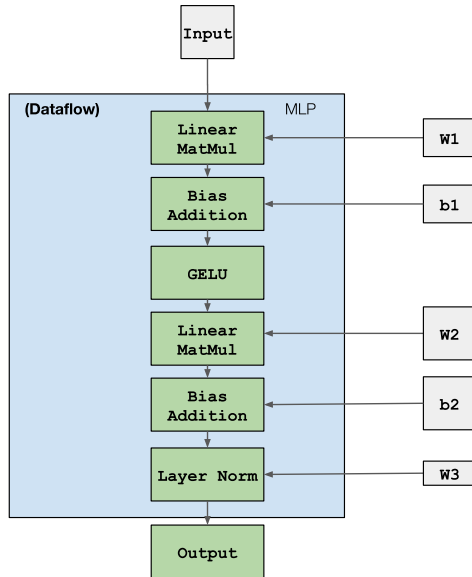 Input
(Dataflow) MLP
Linear
MatMul
W1
Bias
Addition
b1
GELU
Linear
MatMul
W2
Bias
Addition
b2
Layer Norm
W3
Output